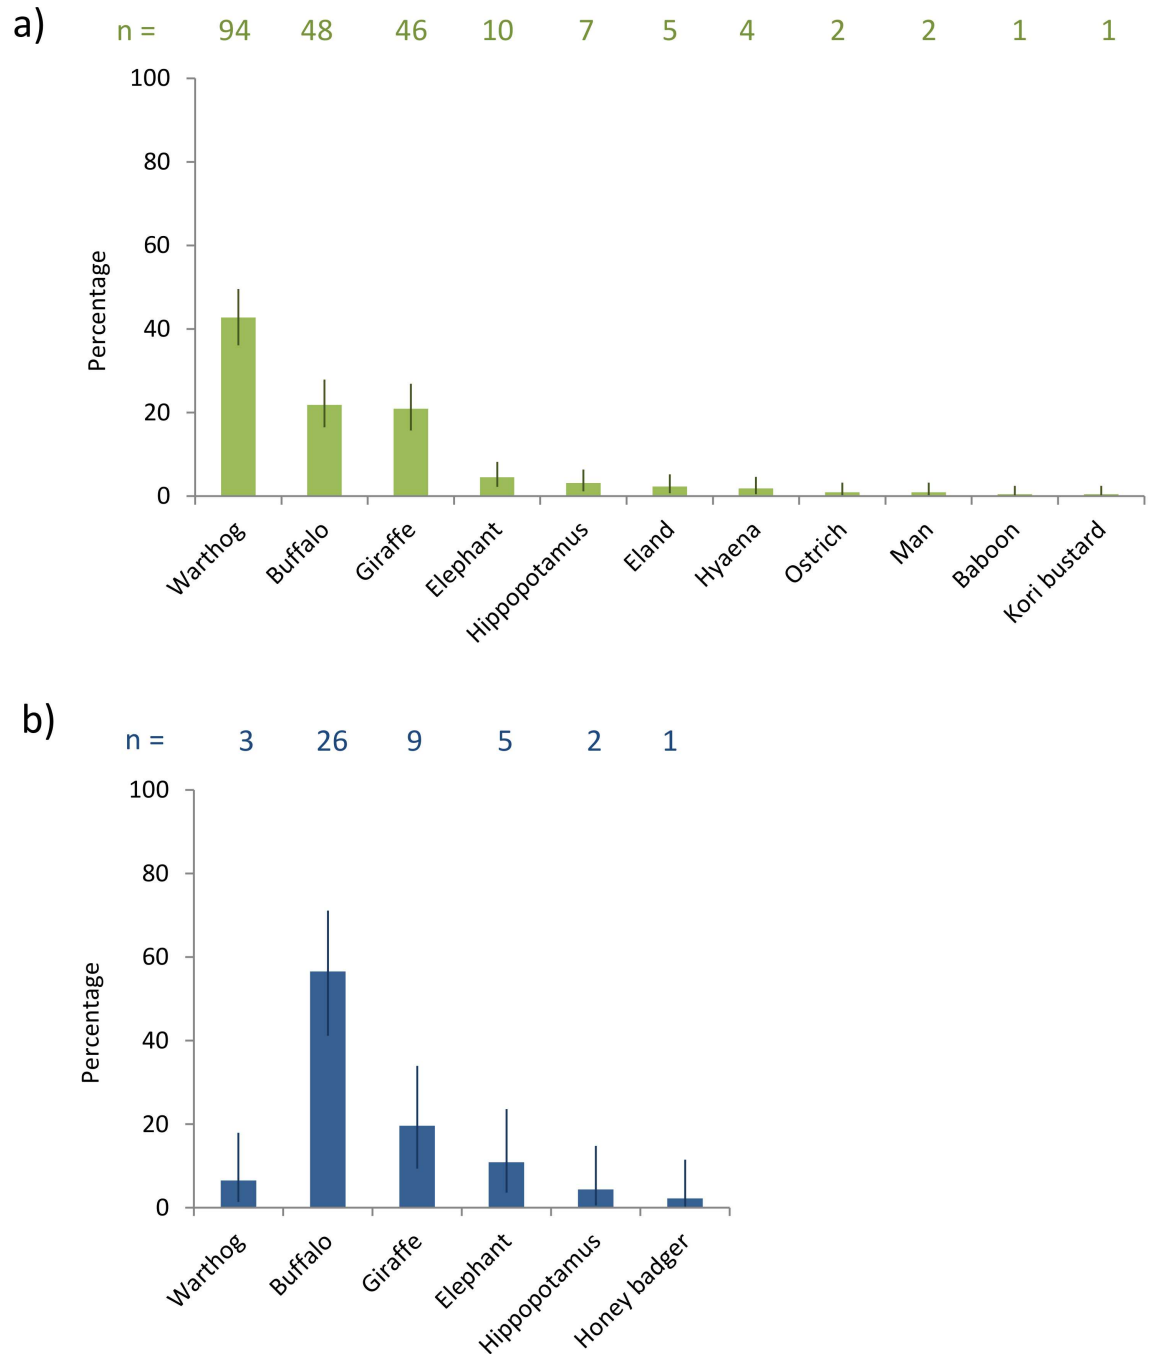 a)
n = 94 48 46 10 7 5 4 2 2 1 1
100
80
60
40
20
0
Percentage
Warthog
Buffalo
Giraffe
Elephant
Hippopotamus
Eland
Hyaena
Ostrich
Man
Baboon
Kori bustard
b)
n = 3 26 9 5 2 1
100
80
60
40
20
0
Percentage
Warthog
Buffalo
Giraffe
Elephant
Hippopotamus
Honey badger